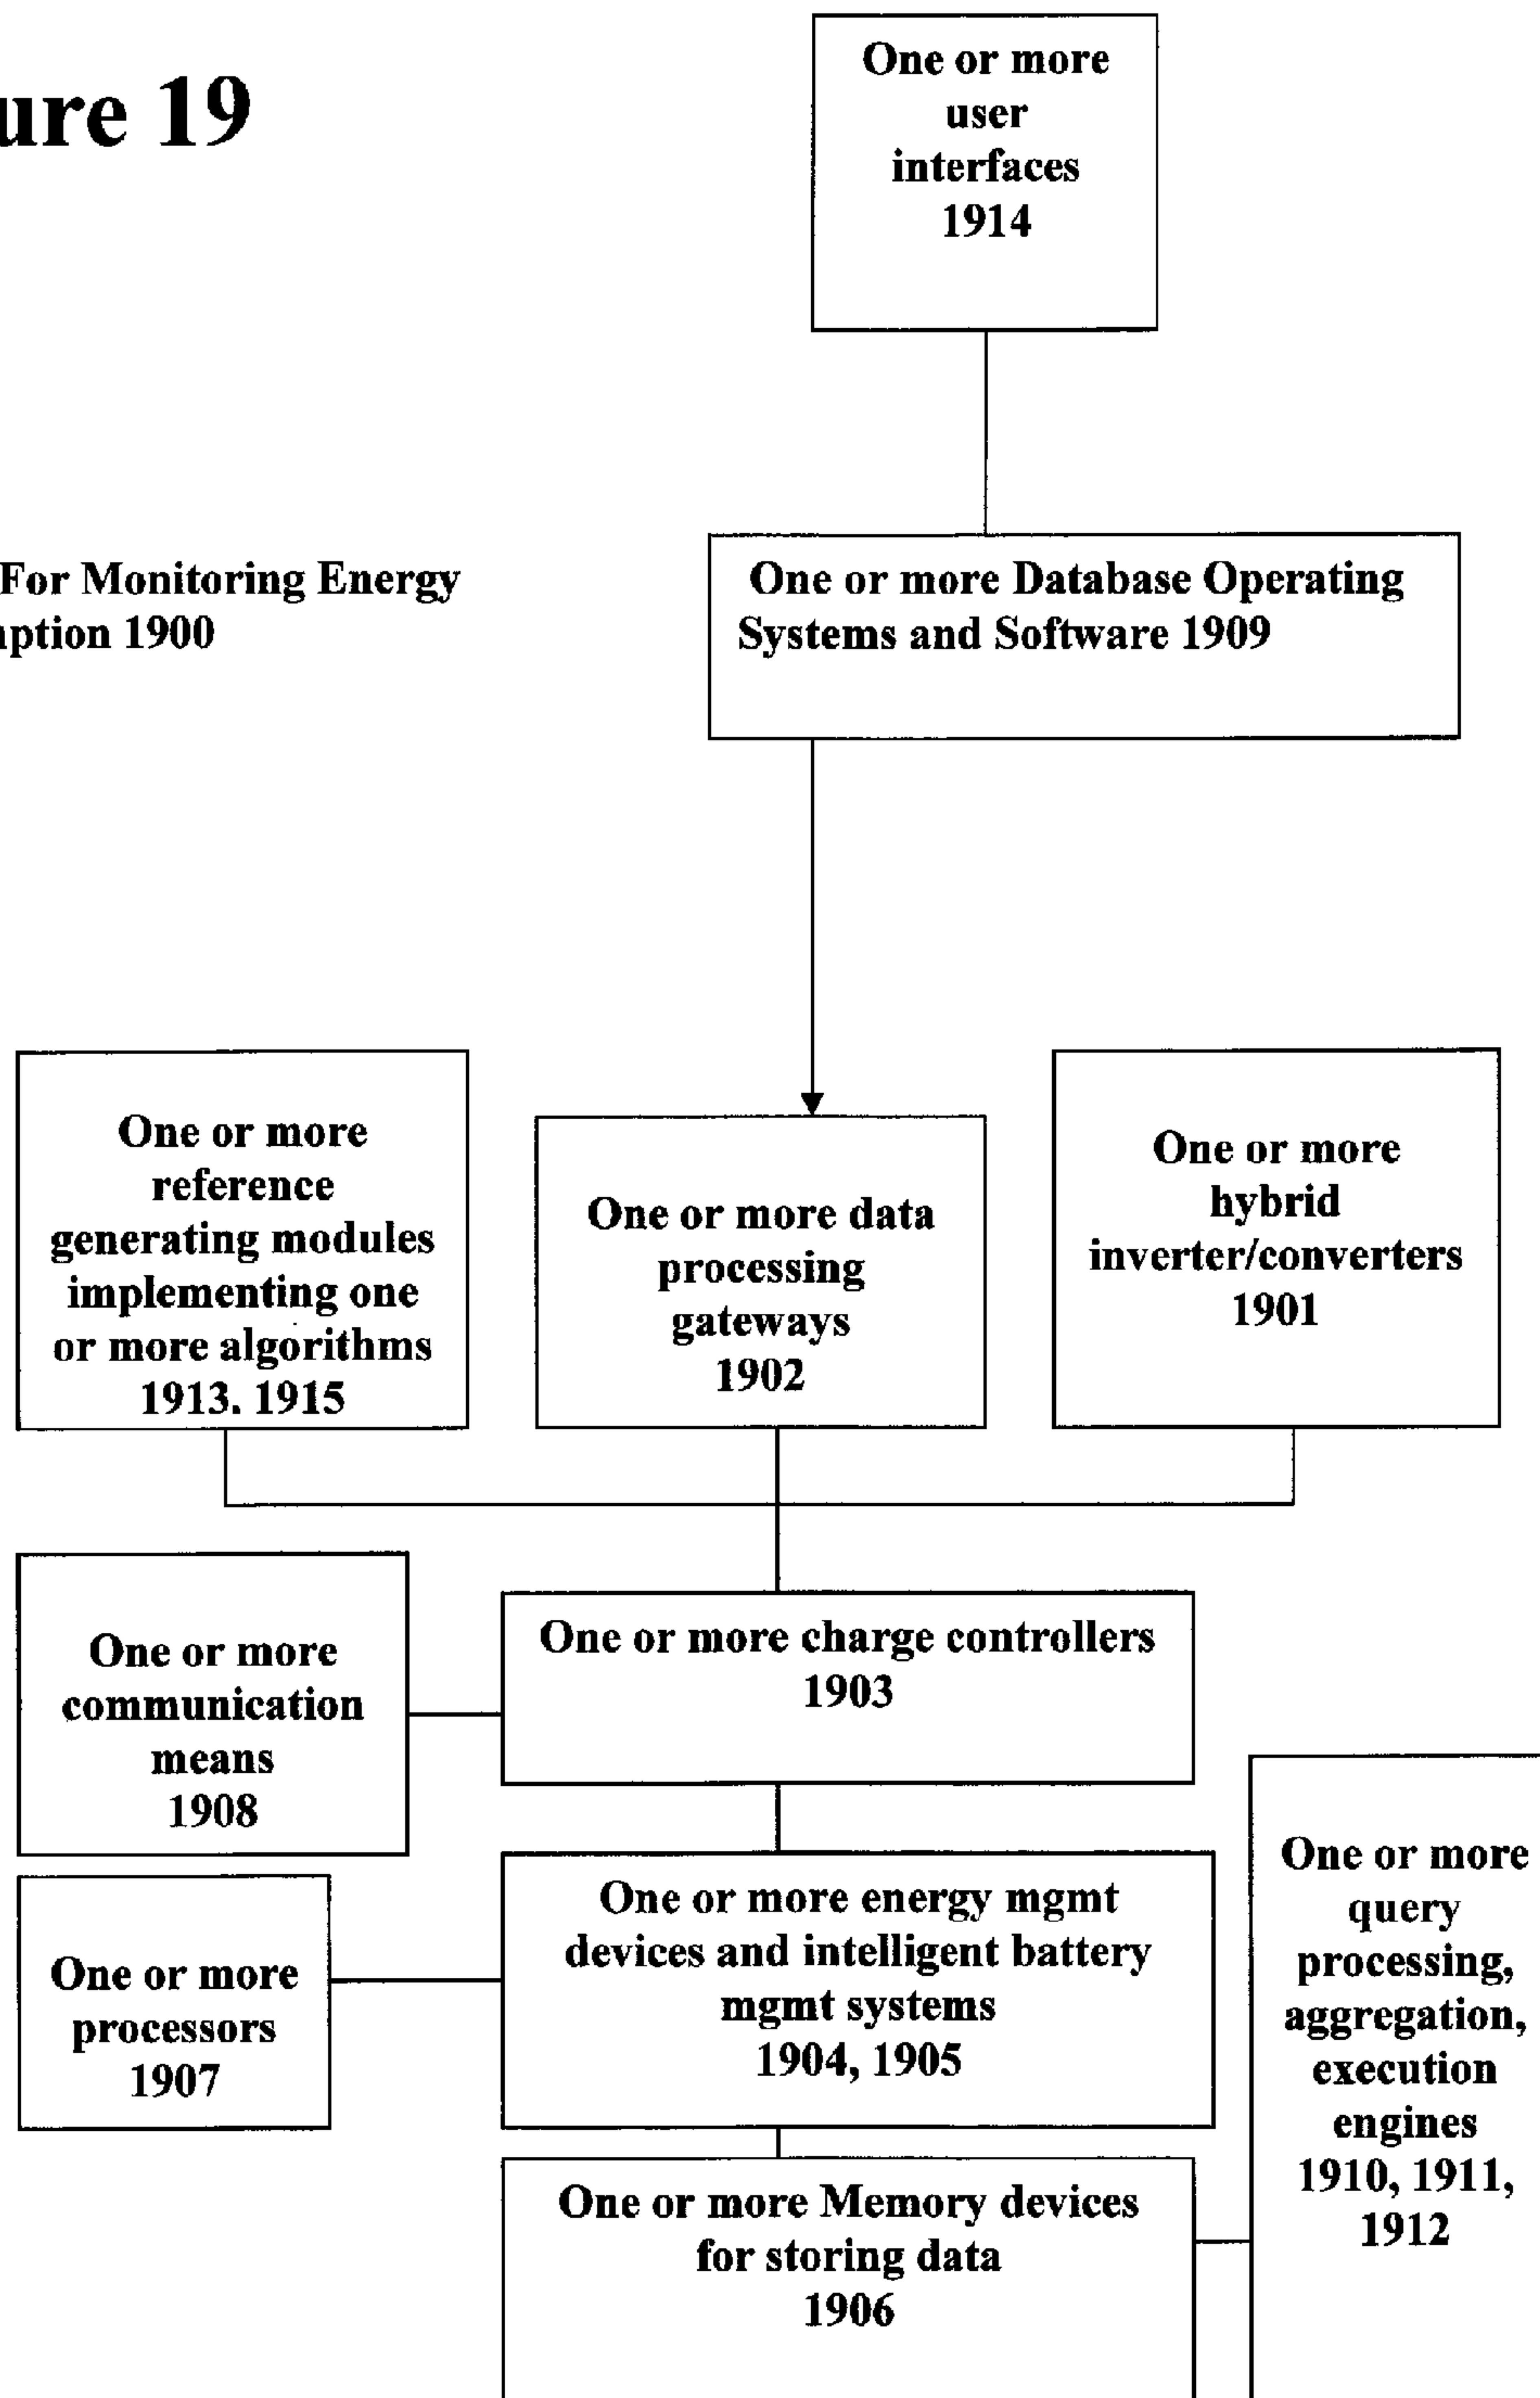 ure 19
One or more
user
interfaces
1914
For Monitoring Energy
ption 1900
One or more Database Operating
Systems and Software 1909
One or more
reference
generating modules
implementing one
or more algorithms
1913. 1915
One or more data
processing
gateways
1902
One or more
hybrid
inverter/converters
1901
One or more
communication
means
1908
One or more charge controllers
1903
One or more
processors
1907
One or more energy mgmt
devices and intelligent battery
mgmt systems
1904, 1905
One or more
query
processing,
aggregation,
execution
engines
1910, 1911,
1912
One or more Memory devices
for storing data
1906